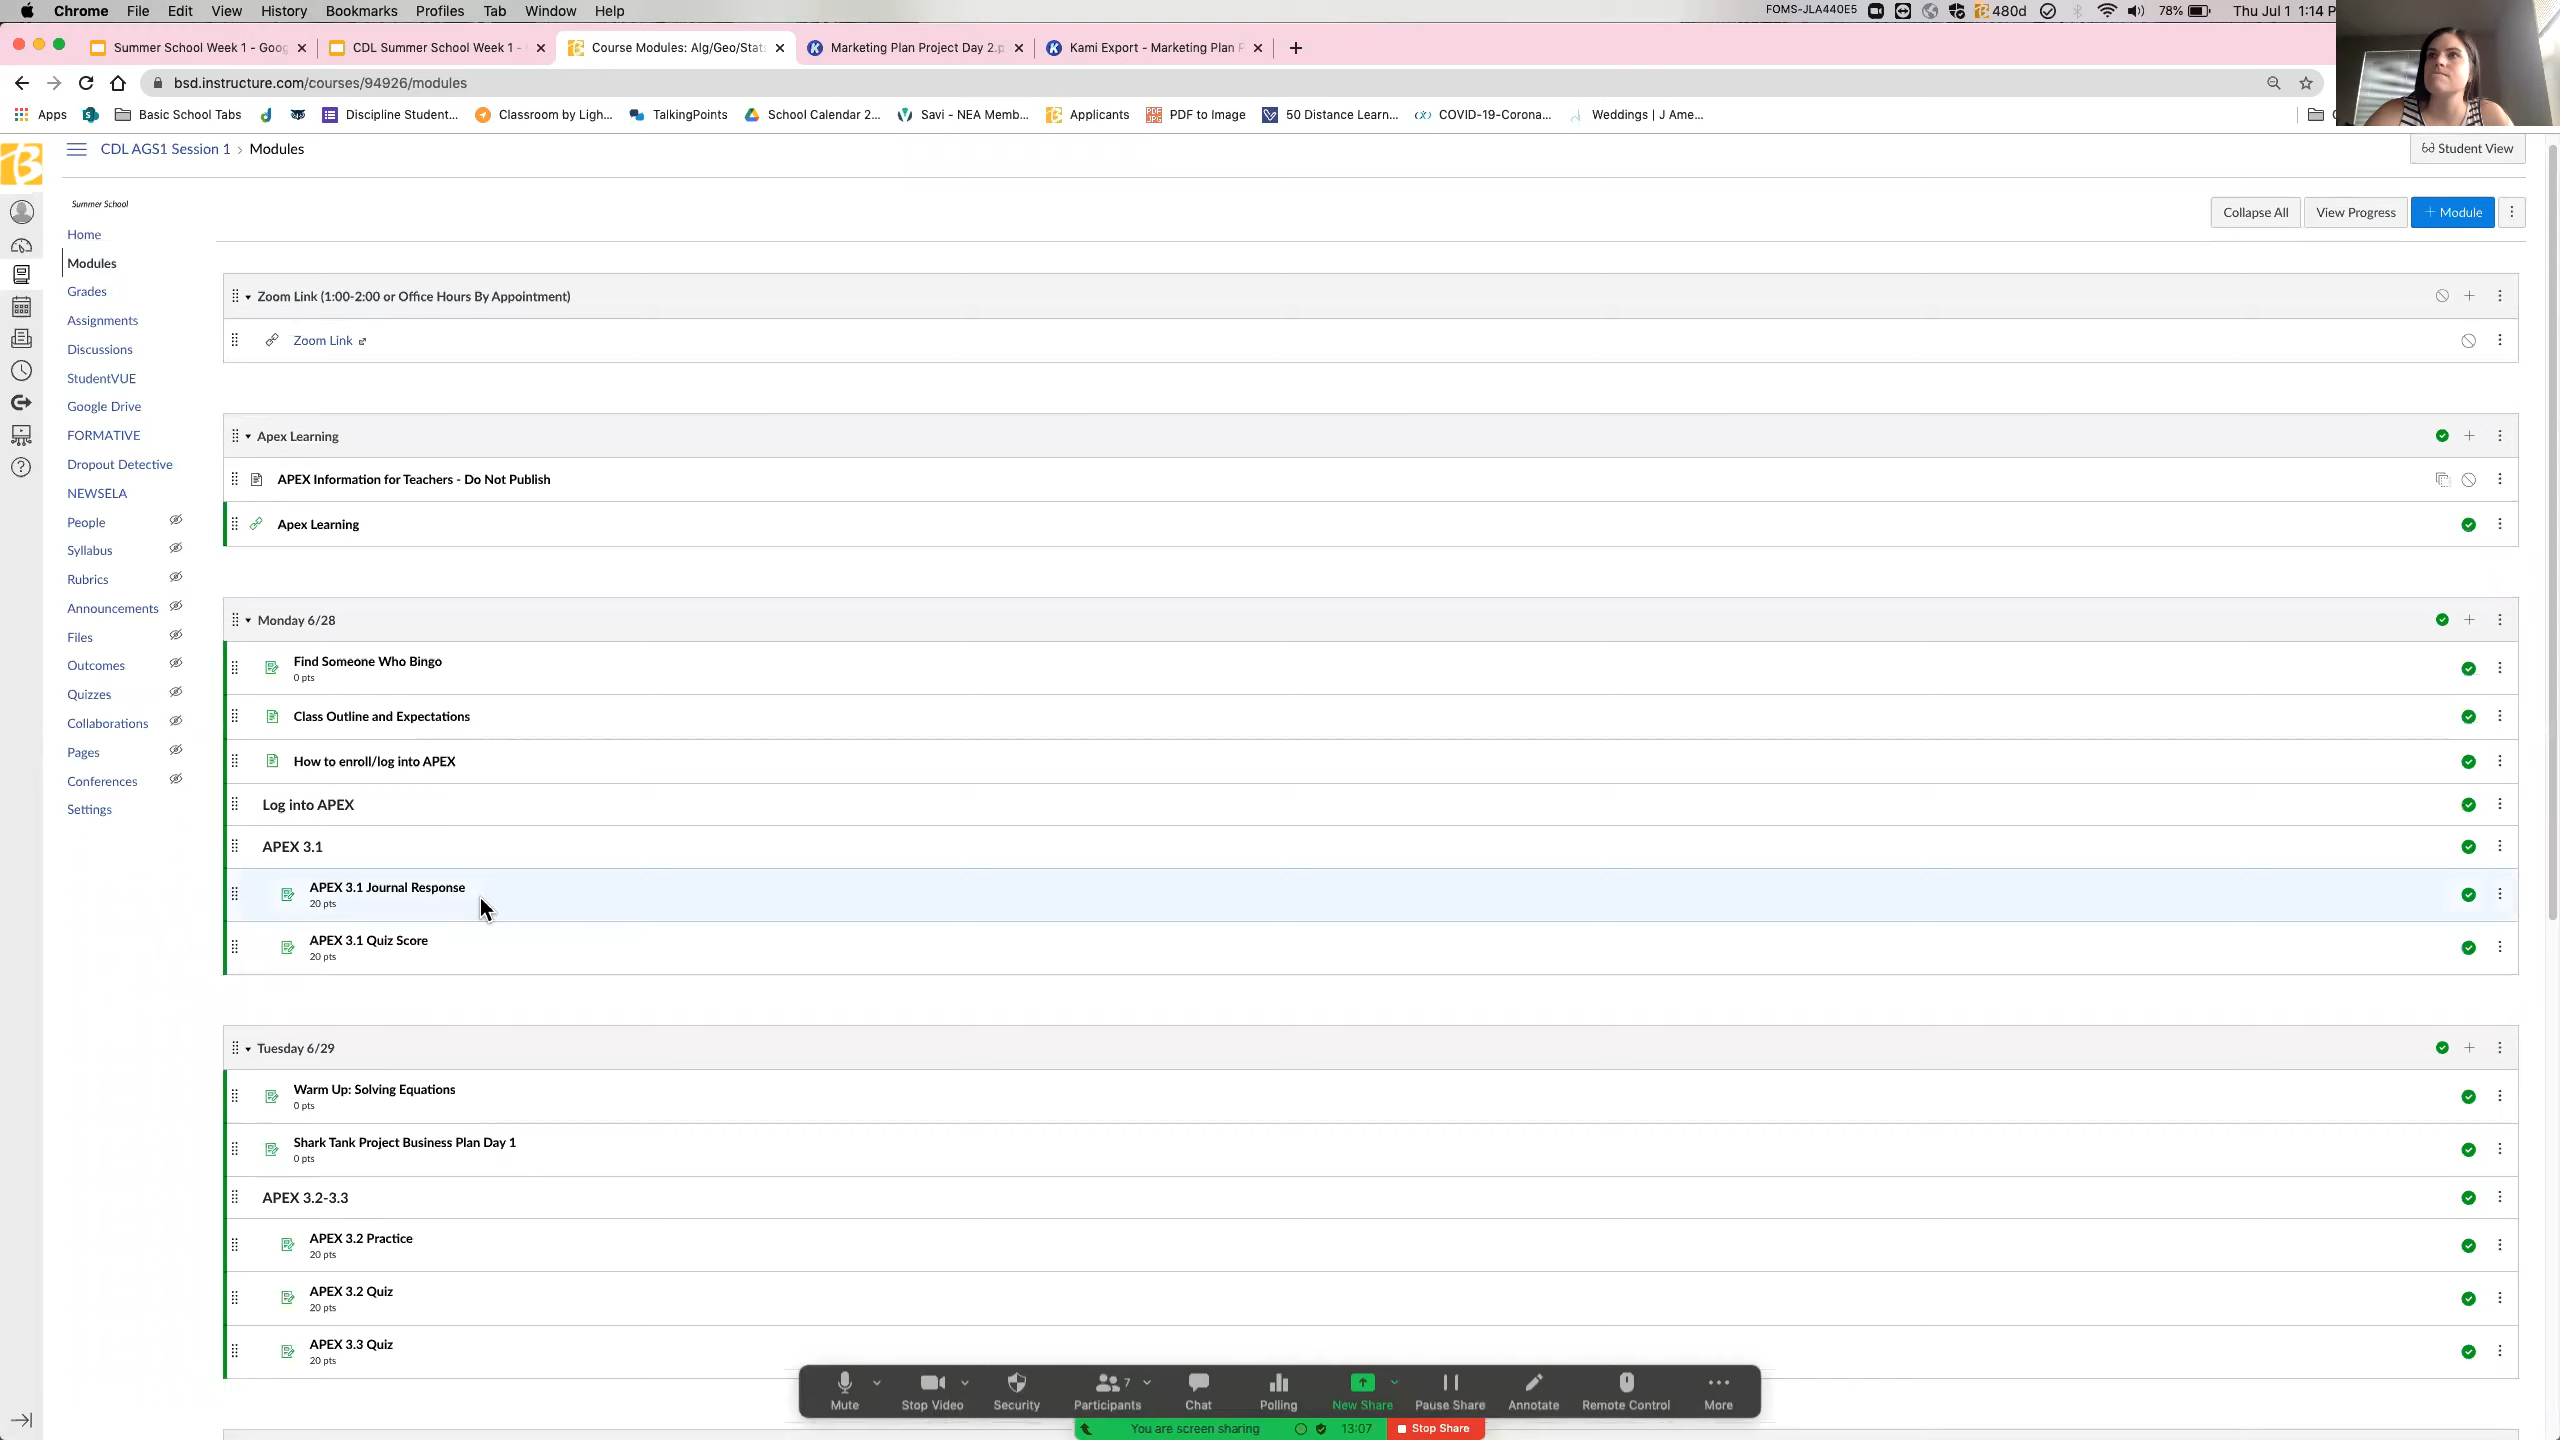 Chrome File Edit View History Bookmarks Profiles Tab Window Help
FOMS-JLA440E5 480d 78% Thu Jul 1 1:14 P
Summer School Week 1 - Goog
CDL Summer School Week 1 -
Course Modules: Alg/Geo/Stat
Marketing Plan Project Day 2.p
Kami Export - Marketing Plan P
bsd.instructure.com/courses/94926/modules
Apps Basic School Tabs Discipline Student... Classroom by Ligh... TalkingPoints School Calendar 2... Savi - NEA Memb... Applicants PDF to Image 50 Distance Learn... COVID-19-Corona... Weddings | J Ame...
CDL AGS1 Session 1 > Modules
Student View
Summer School
Home
Modules
Grades
Assignments
Discussions
StudentVUE
Google Drive
FORMATIVE
Dropout Detective
NEWSELA
People
Syllabus
Rubrics
Announcements
Files
Outcomes
Quizzes
Collaborations
Pages
Conferences
Settings
Collapse All View Progress + Module
Zoom Link (1:00-2:00 or Office Hours By Appointment)
Zoom Link
Apex Learning
APEX Information for Teachers - Do Not Publish
Apex Learning
Monday 6/28
Find Someone Who Bingo
0 pts
Class Outline and Expectations
How to enroll/log into APEX
Log into APEX
APEX 3.1
APEX 3.1 Journal Response
20 pts
APEX 3.1 Quiz Score
20 pts
Tuesday 6/29
Warm Up: Solving Equations
0 pts
Shark Tank Project Business Plan Day 1
0 pts
APEX 3.2-3.3
APEX 3.2 Practice
20 pts
APEX 3.2 Quiz
20 pts
APEX 3.3 Quiz
20 pts
7
Mute Stop Video Security Participants Chat Polling New Share Pause Share Annotate Remote Control More
You are screen sharing 13:07 Stop Share